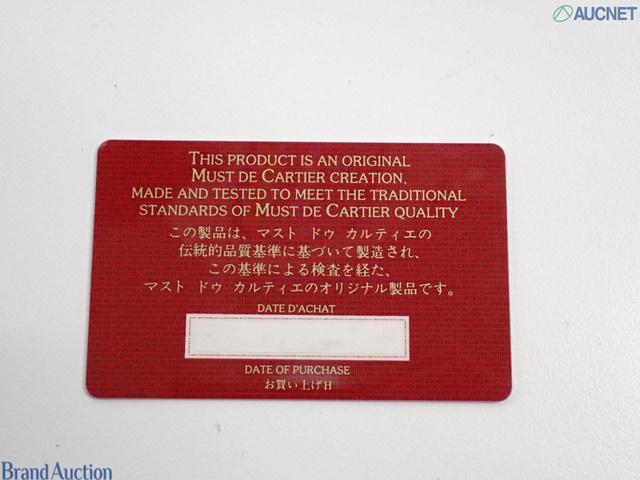 AUCNET
THIS PRODUCT IS AN ORIGINAL
MUST DE CARTIER CREATION.
MADE AND TESTED TO MEET THE TRADITIONAL
STANDARDS OF MUST DE CARTIER QUALITY
この製品は、マスト ドゥ カルティエの
伝統的品質基準に基づいて製造され、
この基準による検査を経た、
マスト ドゥ カルティエのオリジナル製品です。
DATE D'ACHAT
DATE OF PURCHASE
お買い上げ日
Brand Auction